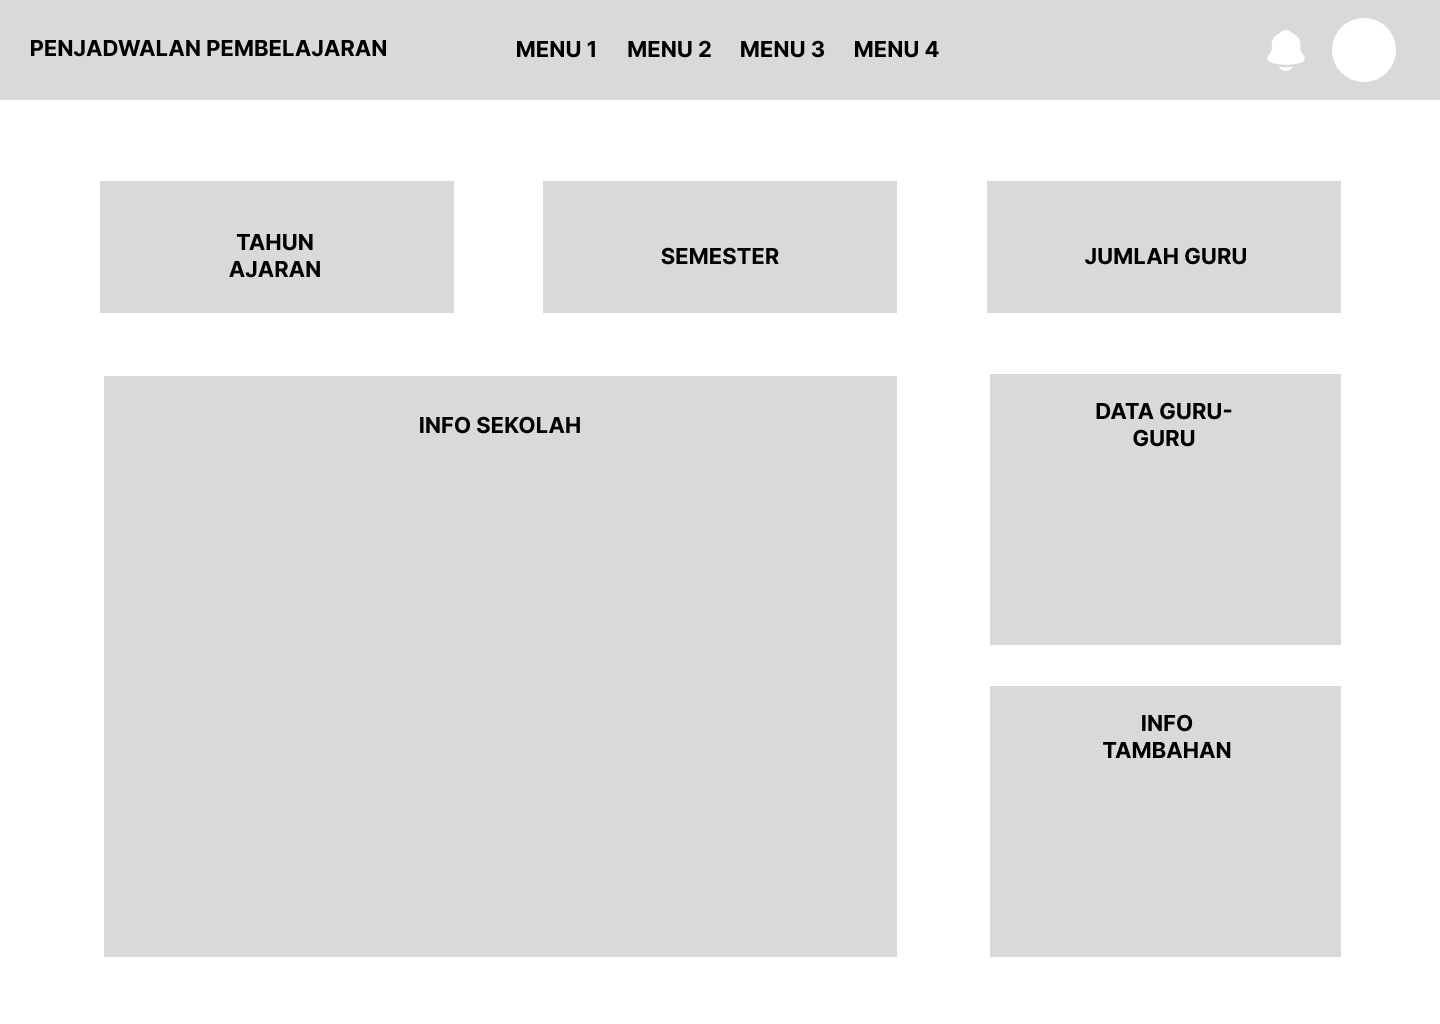 PENJADWALAN PEMBELAJARAN
MENU 1
MENU 2
MENU 3
MENU 4
TAHUN
AJARAN
SEMESTER
JUMLAH GURU
INFO SEKOLAH
DATA GURU-
GURU
INFO
TAMBAHAN